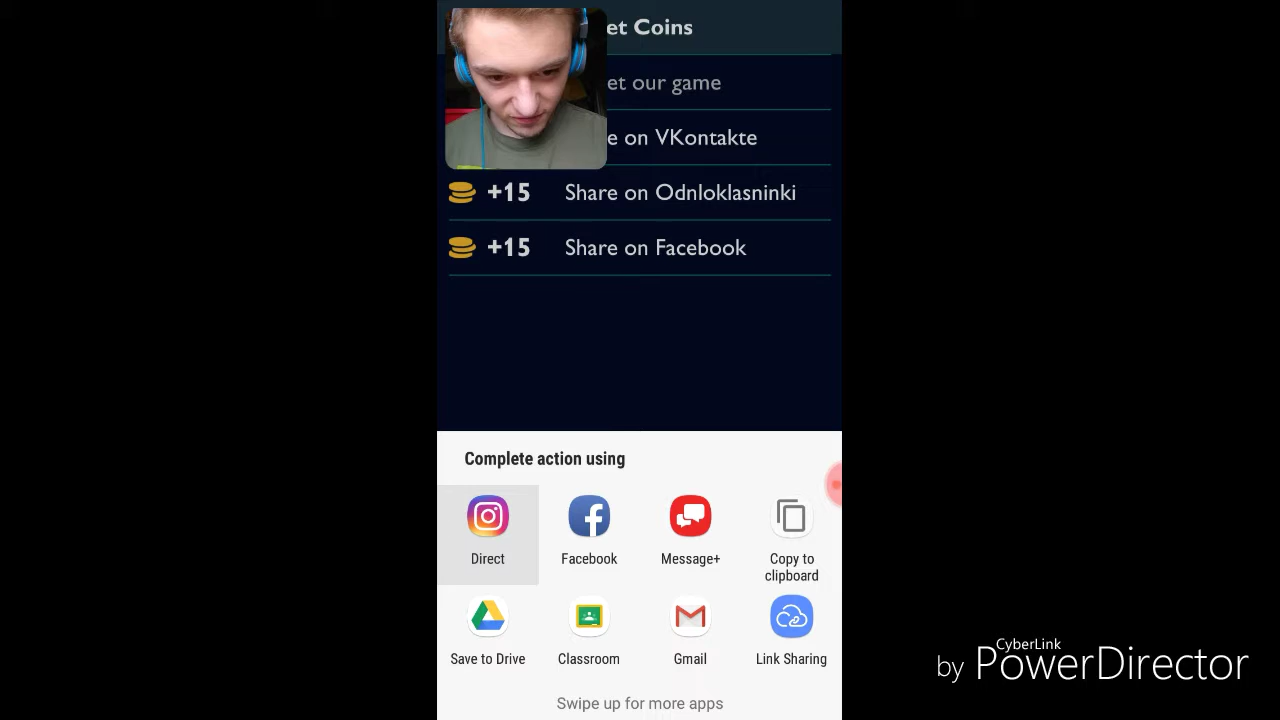 et Coins
et our game
e on VKontakte
+15 Share on Odnloklasninki
+15 Share on Facebook
Complete action using
Direct
Facebook
Message+
Copy to
clipboard
Save to Drive
Classroom
Gmail
Link Sharing
Swipe up for more apps
by CyberLink PowerDirector